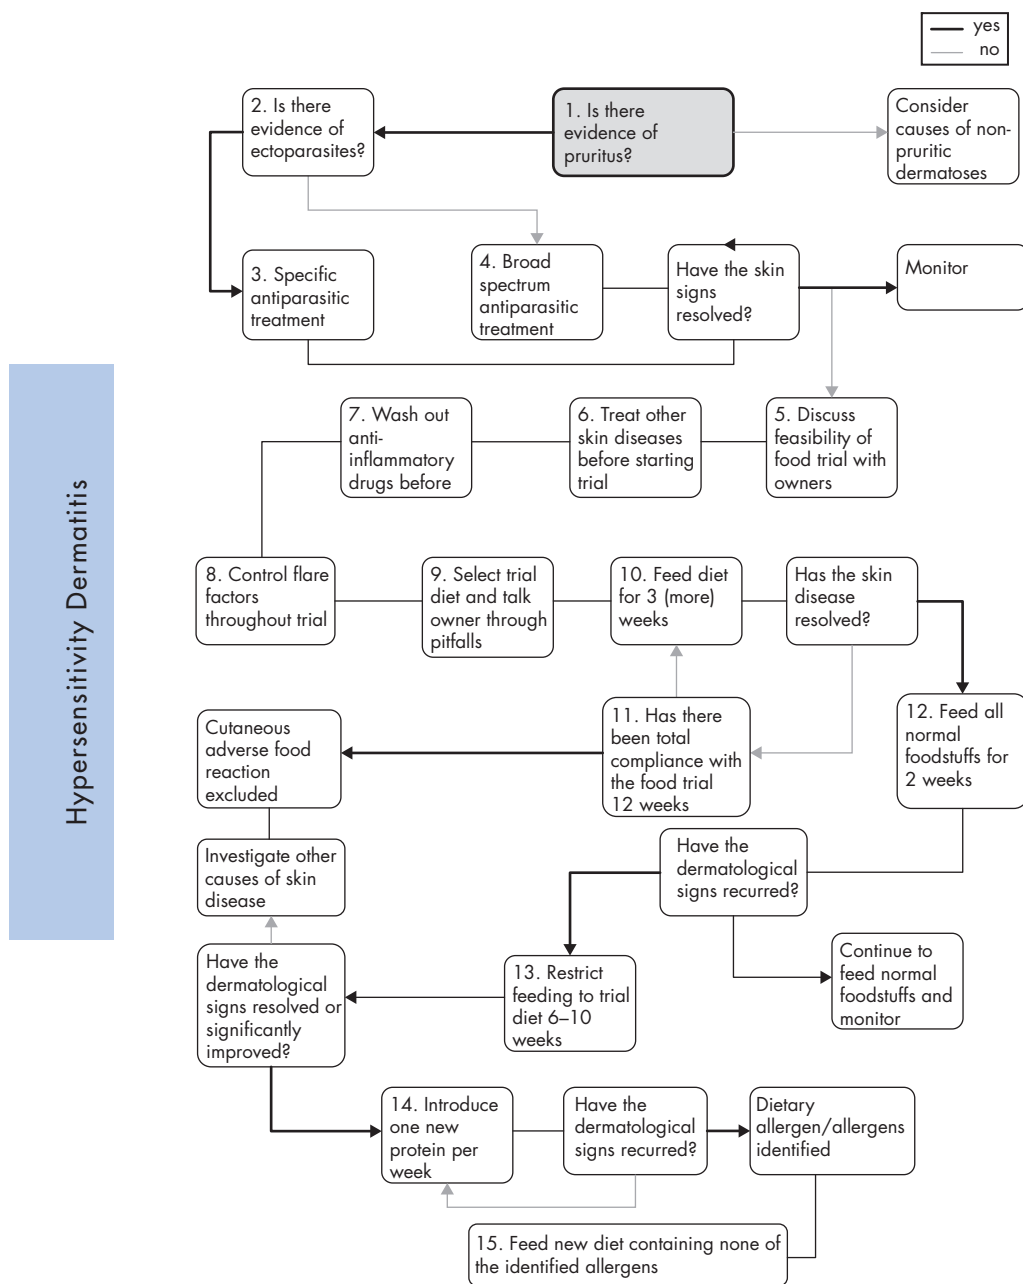 yes
no
2. Is there
evidence of
ectoparasites?
1. Is there
evidence of
pruritus?
Consider
causes of non-
pruritic
dermatoses
3. Specific
antiparasitic
treatment
4. Broad
spectrum
antiparasitic
treatment
Have the skin
signs
resolved?
Monitor
7. Wash out
anti-
inflammatory
drugs before
6. Treat other
skin diseases
before starting
trial
5. Discuss
feasibility of
food trial with
owners
Hypersensitivity Dermatitis
8. Control flare
factors
throughout trial
9. Select trial
diet and talk
owner through
pitfalls
10. Feed diet
for 3 (more)
weeks
Has the skin
disease
resolved?
Cutaneous
adverse food
reaction
excluded
11. Has there
been total
compliance with
the food trial
12 weeks
12. Feed all
normal
foodstuffs for
2 weeks
Investigate other
causes of skin
disease
Have the
dermatological
signs recurred?
Have the
dermatological
signs resolved or
significantly
improved?
13. Restrict
feeding to trial
diet 6–10
weeks
Continue to
feed normal
foodstuffs and
monitor
14. Introduce
one new
protein per
week
Have the
dermatological
signs recurred?
Dietary
allergen/allergens
identified
15. Feed new diet containing none of
the identified allergens